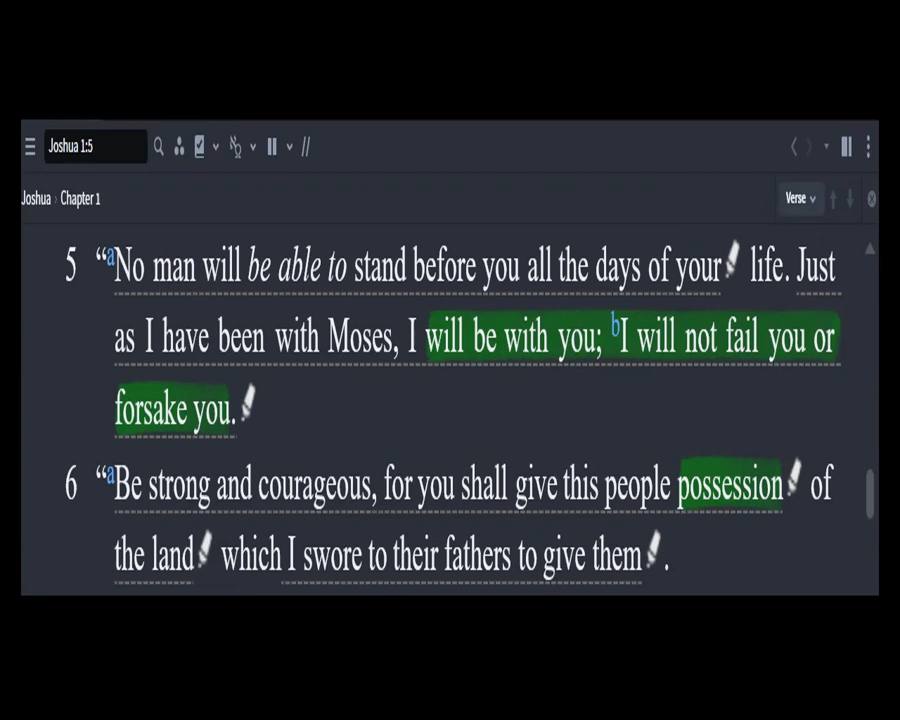 Joshua 1:5
Joshua › Chapter 1
Verse
5 “aNo man will be able to stand before you all the days of your life. Just
as I have been with Moses, I will be with you; bI will not fail you or
forsake you.
6 “aBe strong and courageous, for you shall give this people possession of
the land which I swore to their fathers to give them.